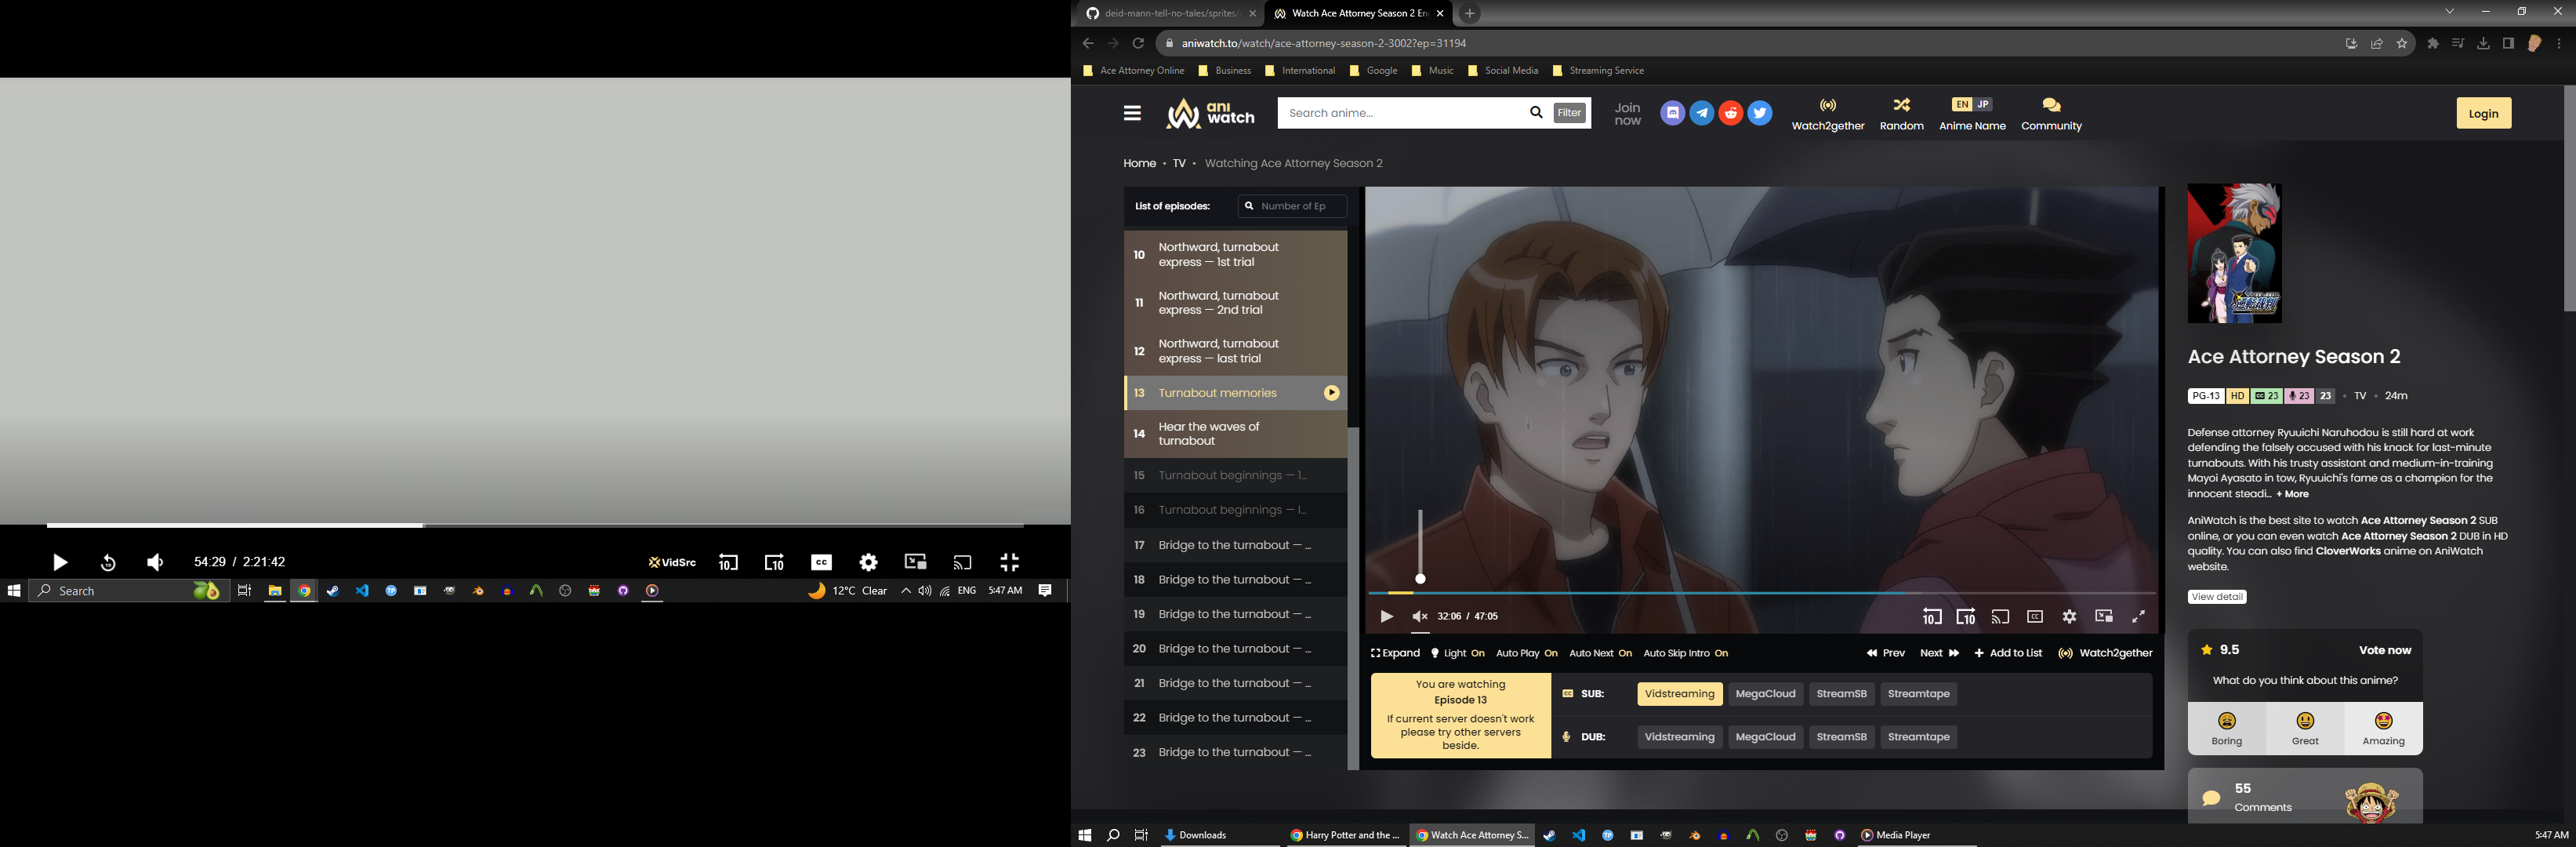 54:29 / 2:21:42
VidSrc
10
10
CC
Search
12°C Clear
ENG
5:47 AM
deid-mann-tell-no-tales/sprites/
Watch Ace Attorney Season 2 En
aniwatch.to/watch/ace-attorney-season-2-3002?ep=31194
Ace Attorney Online
Business
International
Google
Music
Social Media
Streaming Service
ani
watch
Search anime...
Filter
Join
now
Watch2gether
Random
EN JP
Anime Name
Community
Login
Home • TV • Watching Ace Attorney Season 2
List of episodes:
Number of Ep
10 Northward, turnabout
express — 1st trial
11 Northward, turnabout
express — 2nd trial
12 Northward, turnabout
express — last trial
13 Turnabout memories
14 Hear the waves of
turnabout
15 Turnabout beginnings — 1...
16 Turnabout beginnings — l...
17 Bridge to the turnabout — ...
18 Bridge to the turnabout — ...
19 Bridge to the turnabout — ...
20 Bridge to the turnabout — ...
21 Bridge to the turnabout — ...
22 Bridge to the turnabout — ...
23 Bridge to the turnabout — ...
32:06 / 47:05
10
10
CC
Expand
Light On
Auto Play On
Auto Next On
Auto Skip Intro On
Prev
Next
Add to List
Watch2gether
You are watching
Episode 13
If current server doesn't work
please try other servers
beside.
SUB:
Vidstreaming
MegaCloud
StreamSB
Streamtape
DUB:
Vidstreaming
MegaCloud
StreamSB
Streamtape
逆転裁判
Ace Attorney Season 2
PG-13 HD CC 23 23 23 • TV • 24m
Defense attorney Ryuuichi Naruhodou is still hard at work
defending the falsely accused with his knack for last-minute
turnabouts. With his trusty assistant and medium-in-training
Mayoi Ayasato in tow, Ryuuichi's fame as a champion for the
innocent steadi... + More
AniWatch is the best site to watch Ace Attorney Season 2 SUB
online, or you can even watch Ace Attorney Season 2 DUB in HD
quality. You can also find CloverWorks anime on AniWatch
website.
View detail
9.5
Vote now
What do you think about this anime?
Boring
Great
Amazing
55
Comments
Downloads
Harry Potter and the ...
Watch Ace Attorney S...
Media Player
5:47 AM